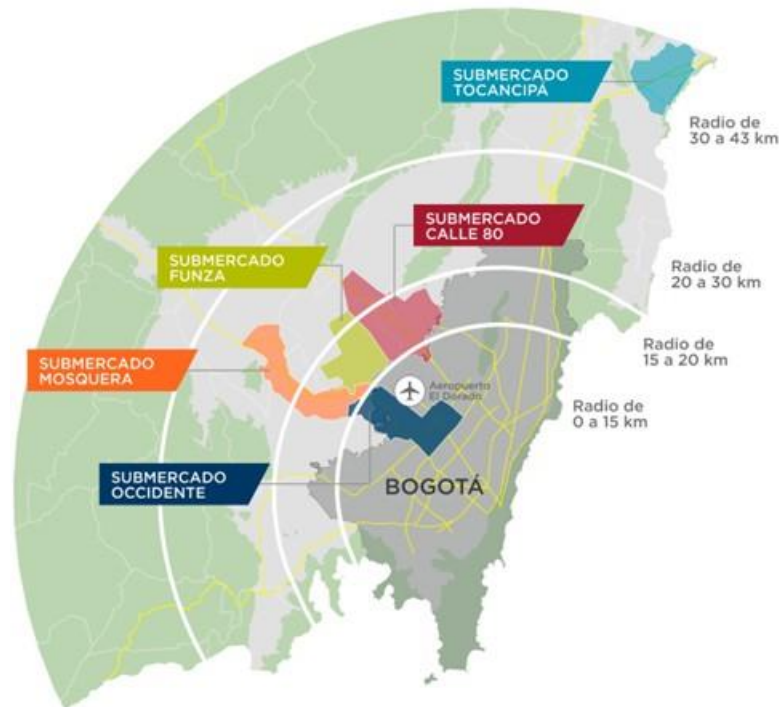 SUBMERCADO
TOCANCIPÁ
Radio de
30 a 43 km
SUBMERCADO
CALLE 80
SUBMERCADO
FUNZA
Radio de
20 a 30 km
Radio de
15 a 20 km
SUBMERCADO
MOSQUERA
Aeropuerto
El Dorado
Radio de
0 a 15 km
SUBMERCADO
OCCIDENTE
BOGOTÁ